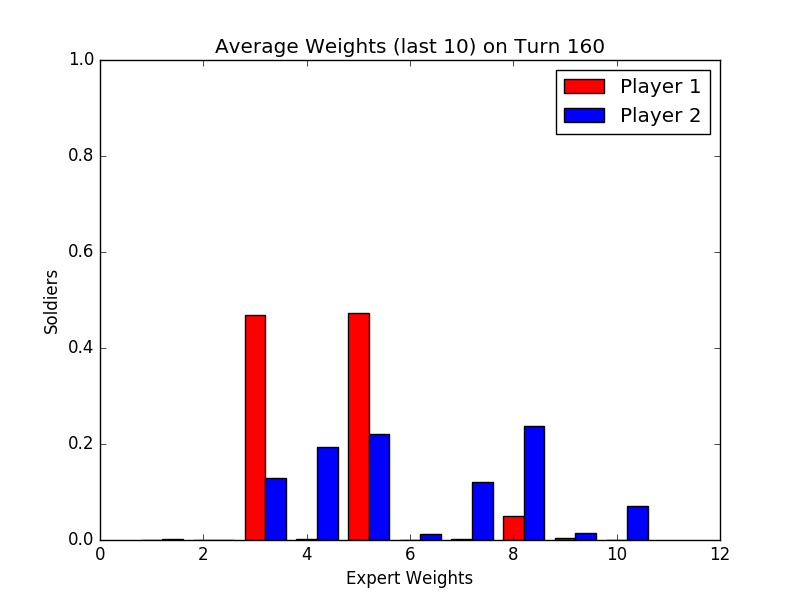 Average Weights (last 10) on Turn 160
1.0
0.8
0.6
0.4
0.2
0.0
Soldiers
Player 1
Player 2
0 2 4 6 8 10 12
Expert Weights